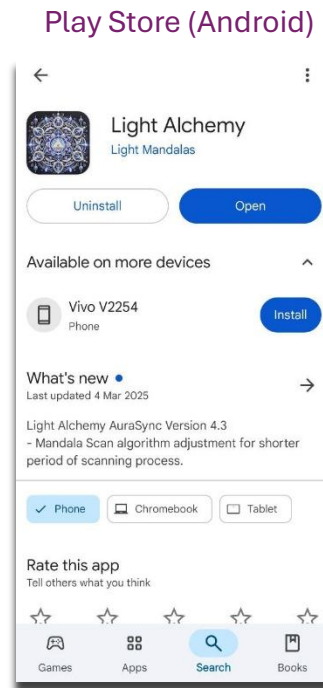 Play Store (Android)
Light Alchemy
Light Mandalas
Uninstall
Open
Available on more devices
Vivo V2254
Phone
Install
What's new
Last updated 4 Mar 2025
Light Alchemy AuraSync Version 4.3
- Mandala Scan algorithm adjustment for shorter
period of scanning process.
Phone
Chromebook
Tablet
Rate this app
Tell others what you think
Games
Apps
Search
Books